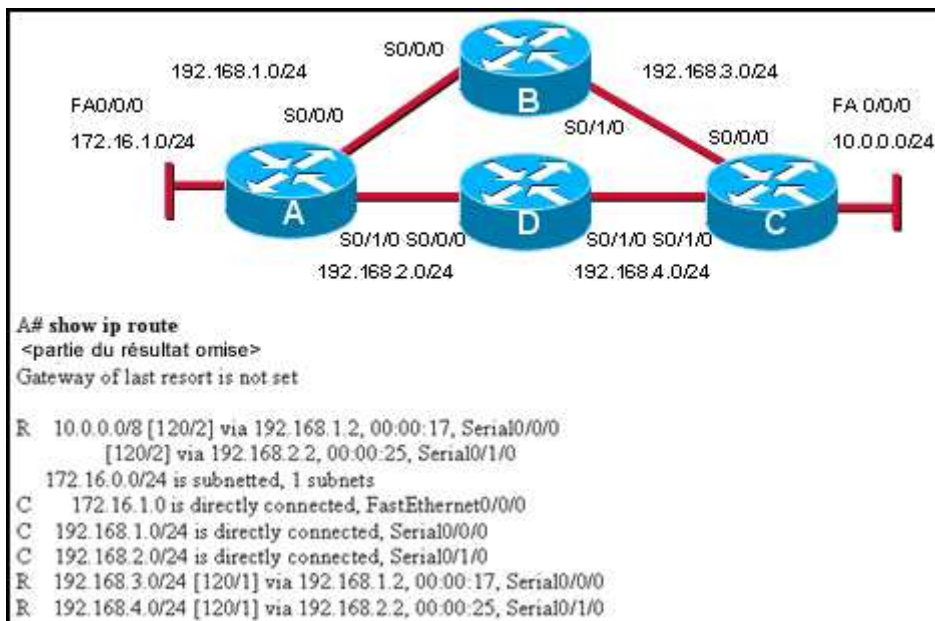 S0/0/0
192.168.1.0/24
192.168.3.0/24
B
FA0/0/0
FA 0/0/0
S0/0/0
S0/1/0
S0/0/0
172.16.1.0/24
10.0.0.0/24
A
D
C
S0/1/0 S0/0/0
S0/1/0 S0/1/0
192.168.2.0/24
192.168.4.0/24
A# show ip route
<partie du résultat omise>
Gateway of last resort is not set
R 10.0.0.0/8 [120/2] via 192.168.1.2, 00:00:17, Serial0/0/0
[120/2] via 192.168.2.2, 00:00:25, Serial0/1/0
172.16.0.0/24 is subnetted, 1 subnets
C 172.16.1.0 is directly connected, FastEthernet0/0/0
C 192.168.1.0/24 is directly connected, Serial0/0/0
C 192.168.2.0/24 is directly connected, Serial0/1/0
R 192.168.3.0/24 [120/1] via 192.168.1.2, 00:00:17, Serial0/0/0
R 192.168.4.0/24 [120/1] via 192.168.2.2, 00:00:25, Serial0/1/0